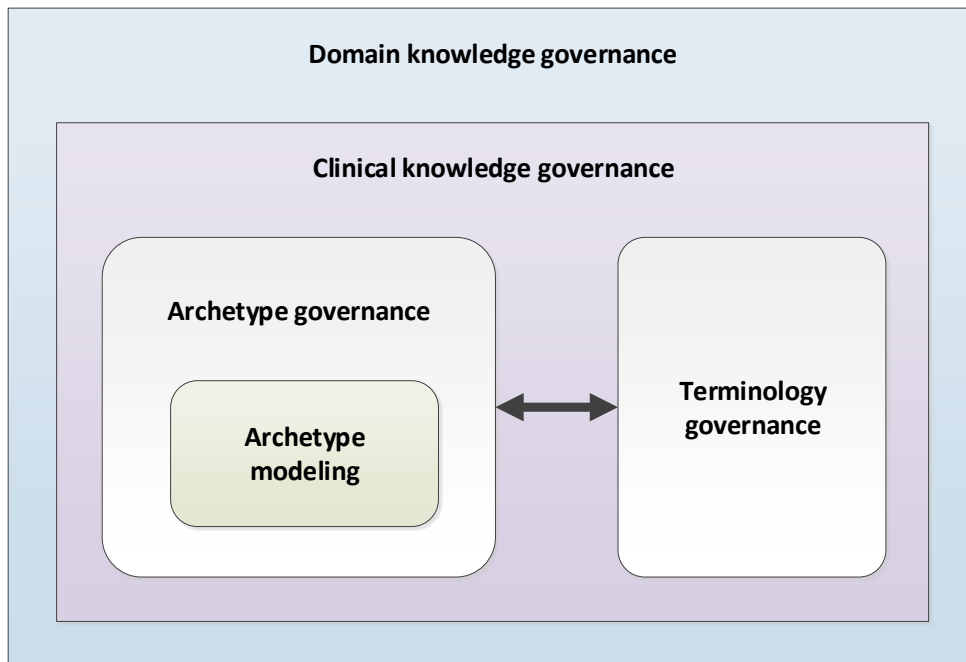 Domain knowledge governance
Clinical knowledge governance
Archetype governance
Archetype
modeling
Terminology
governance